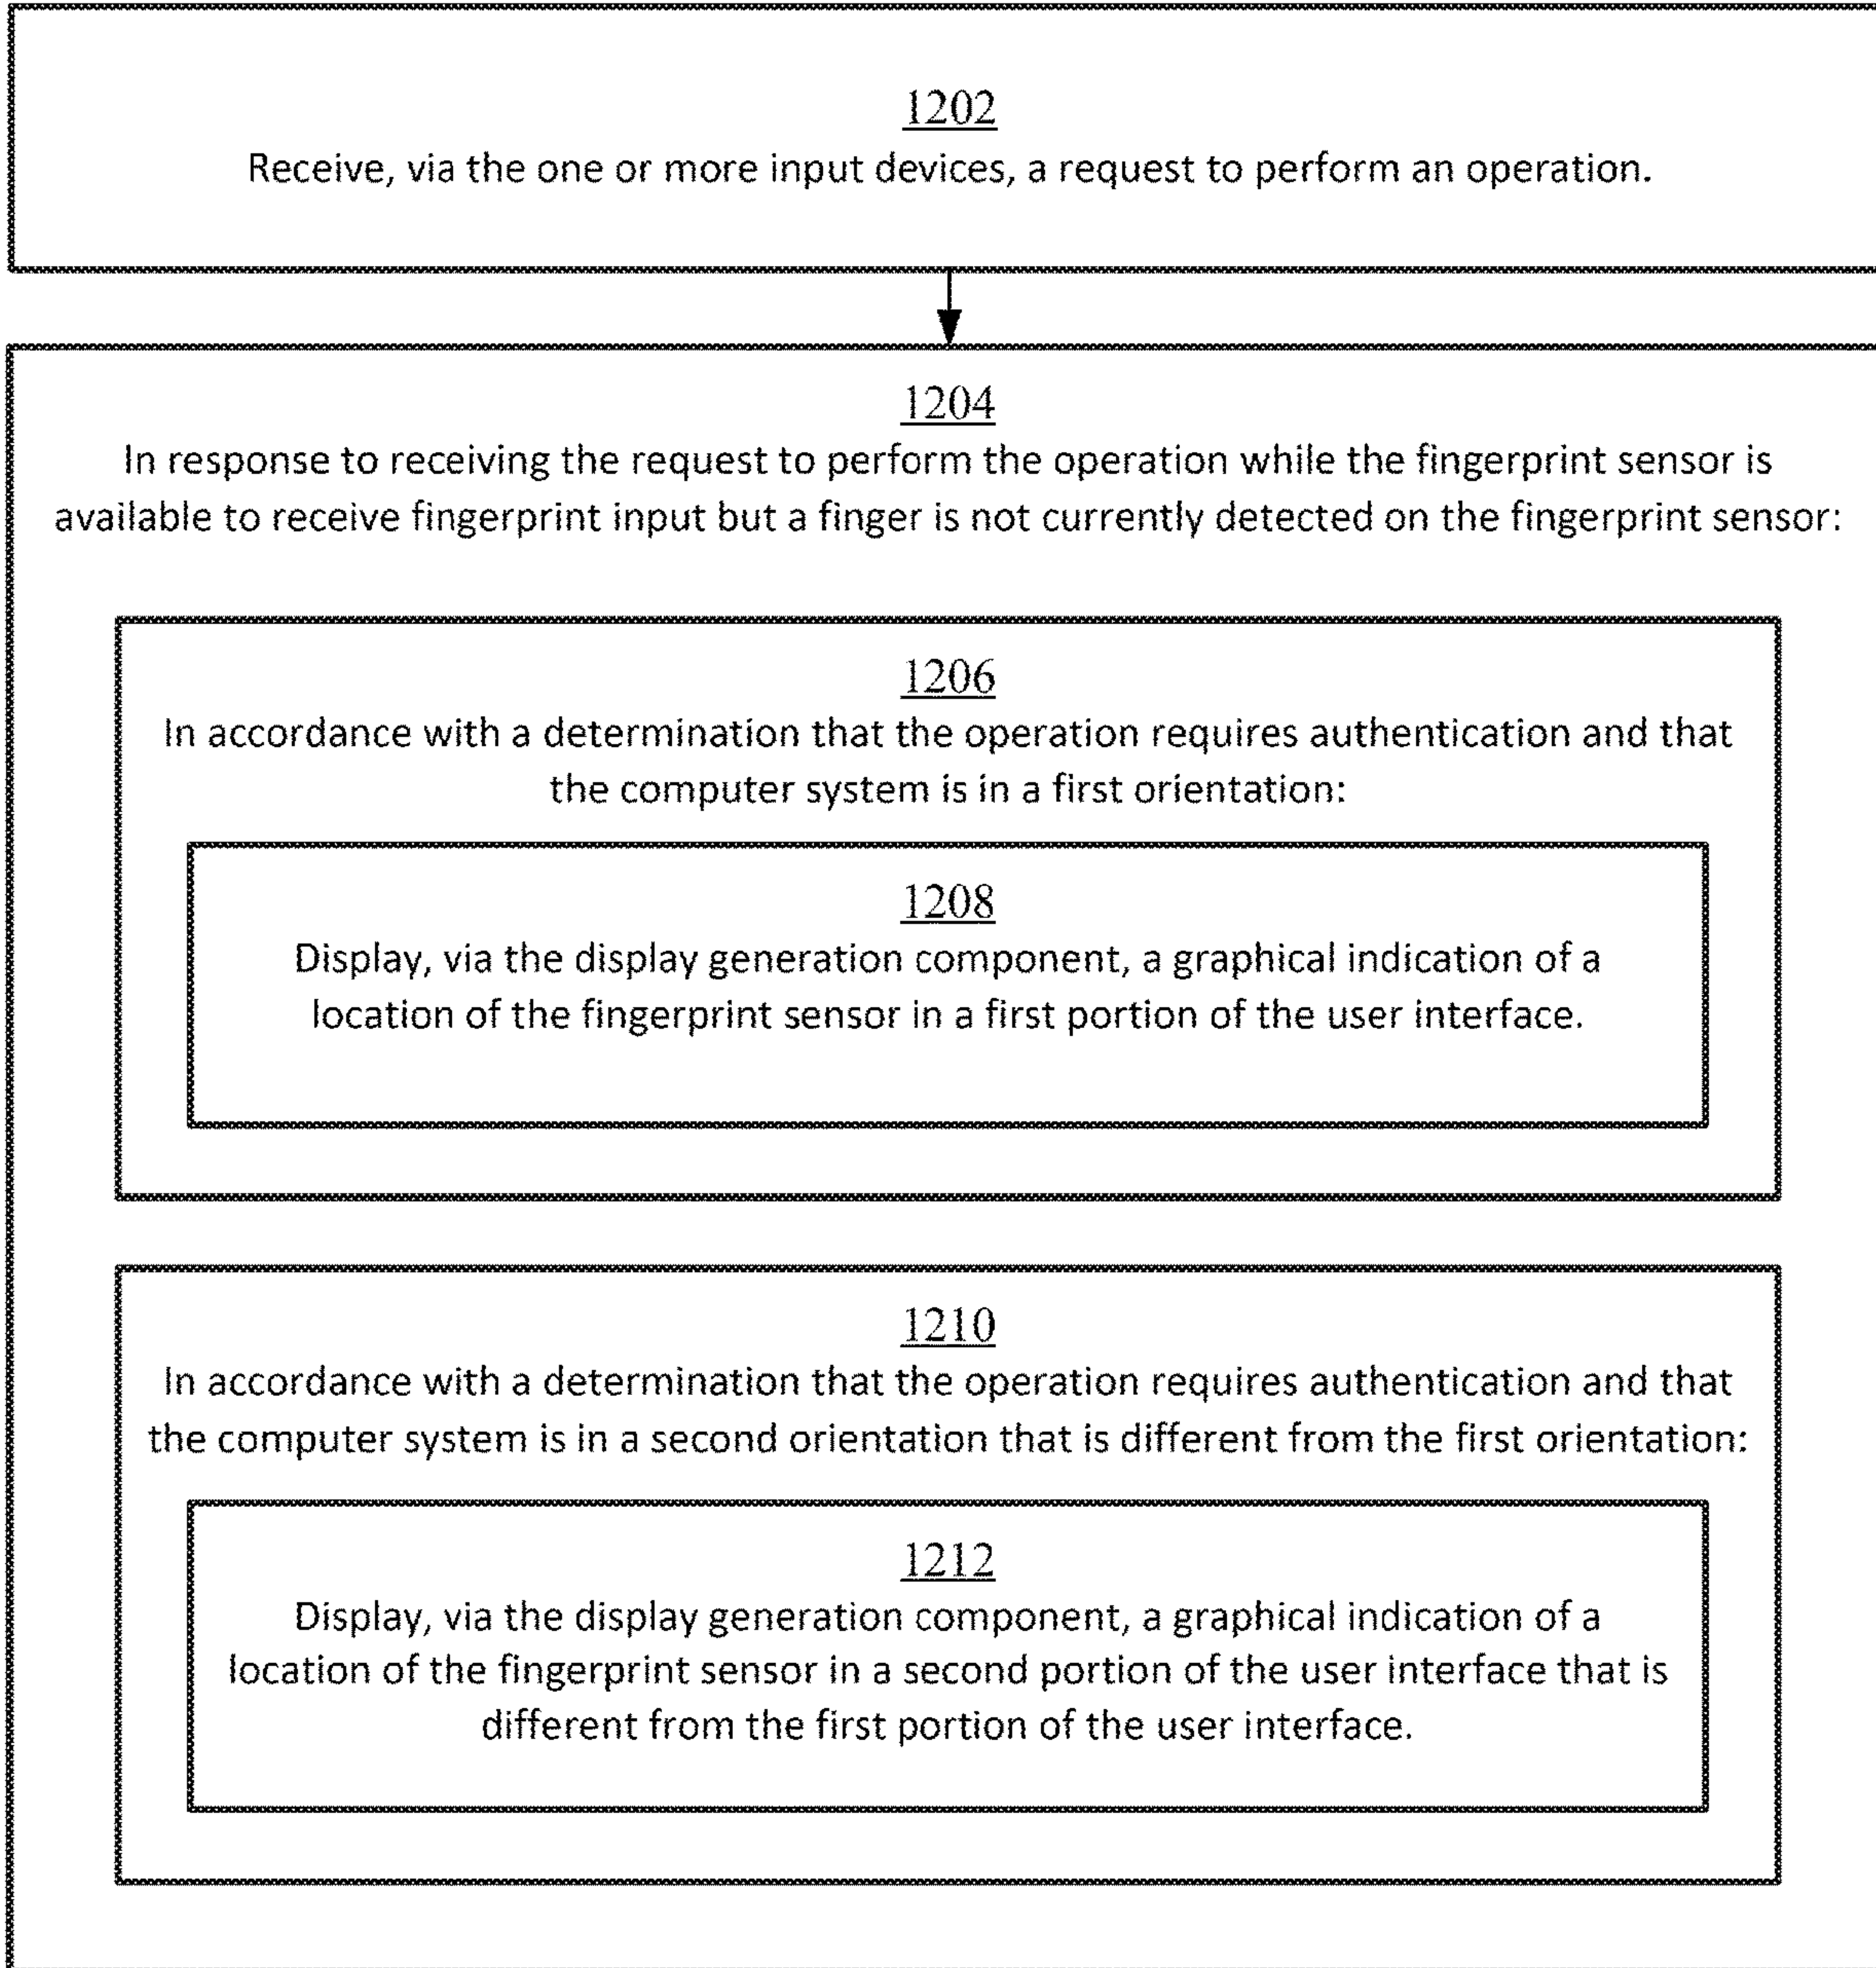 1202
Receive, via the one or more input devices, a request to perform an operation.
1204
In response to receiving the request to perform the operation while the fingerprint sensor is
available to receive fingerprint input but a finger is not currently detected on the fingerprint sensor:
1206
In accordance with a determination that the operation requires authentication and that
the computer system is in a first orientation:
1208
Display, via the display generation component, a graphical indication of a
location of the fingerprint sensor in a first portion of the user interface.
1210
In accordance with a determination that the operation requires authentication and that
the computer system is in a second orientation that is different from the first orientation:
1212
Display, via the display generation component, a graphical indication of a
location of the fingerprint sensor in a second portion of the user interface that is
different from the first portion of the user interface.